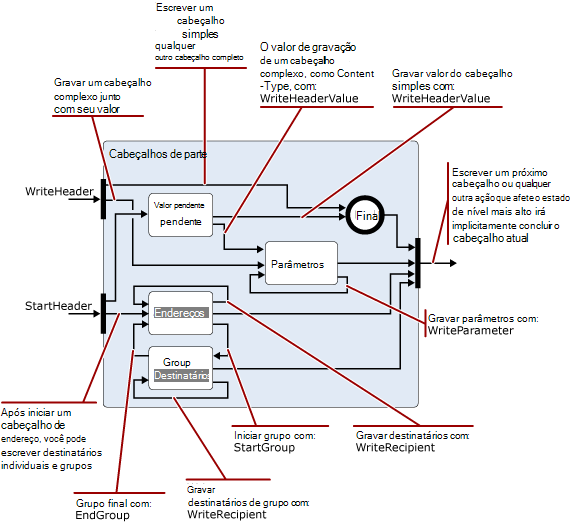 Escrever um
cabeçalho
simples
qualquer
outro cabeçalho completo
O valor de gravação
de um cabeçalho
complexo, como Content
-Type, com:
WriteHeaderValue
Gravar valor do cabeçalho
simples com:
WriteHeaderValue
Gravar um cabeçalho
complexo junto
com seu valor
Cabeçalhos de parte
WriteHeader
Valor pendente
pendente
Final
Escrever um próximo
cabeçalho ou qualquer
outra ação que afete o estado
de nível mais alto irá
implicitamente concluir o
cabeçalho atual
Parâmetros
StartHeader
Endereços
Gravar parâmetros com:
WriteParameter
Group
Destinatários
Após iniciar um
cabeçalho de
endereço, você pode
escrever destinatários
individuais e grupos
Iniciar grupo com:
StartGroup
Gravar destinatários com:
WriteRecipient
Grupo final com:
EndGroup
Gravar
destinatários de grupo com:
WriteRecipient